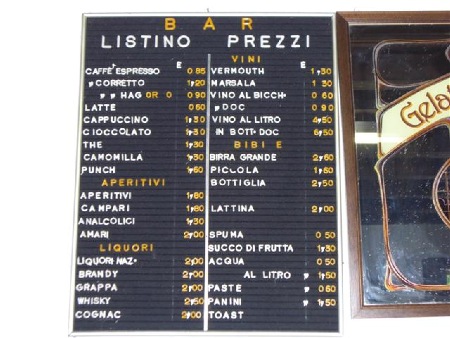 BAR
LISTINO PREZZI
E
CAFFÈ ESPRESSO 0 85
" CORRETTO 1,20
" " HAG OR O 0 90
LATTE 0 60
CAPPUCCINO 1,30
CIOCCOLATO 1,30
THE 1,30
CAMOMILLA 1,30
PUNCH 1,60
APERITIVI
APERITIVI 1,80
CAMPARI 1,80
ANALCOLICI 1,30
AMARI 2,00
LIQUORI
LIQUORI NAZ. 2,00
BRANDY 2,00
GRAPPA 2,00
WHISKY 2,50
COGNAC 2,00
VINI
E
VERMOUTH 1,30
MARSALA 1 30
VINO AL BICCH. 0 60
" DOC 0 90
VINO AL LITRO 4,50
IN BOTT. DOC 6,50
BIBI E
BIRRA GRANDE 2,60
PICCOLA 1,60
BOTTIGLIA 2,50
LATTINA 2,00
SPUMA 0 50
SUCCO DI FRUTTA 1,30
ACQUA 0 50
AL LITRO " 1,50
PASTE " 0 60
PANINI " 1,50
TOAST
Gela